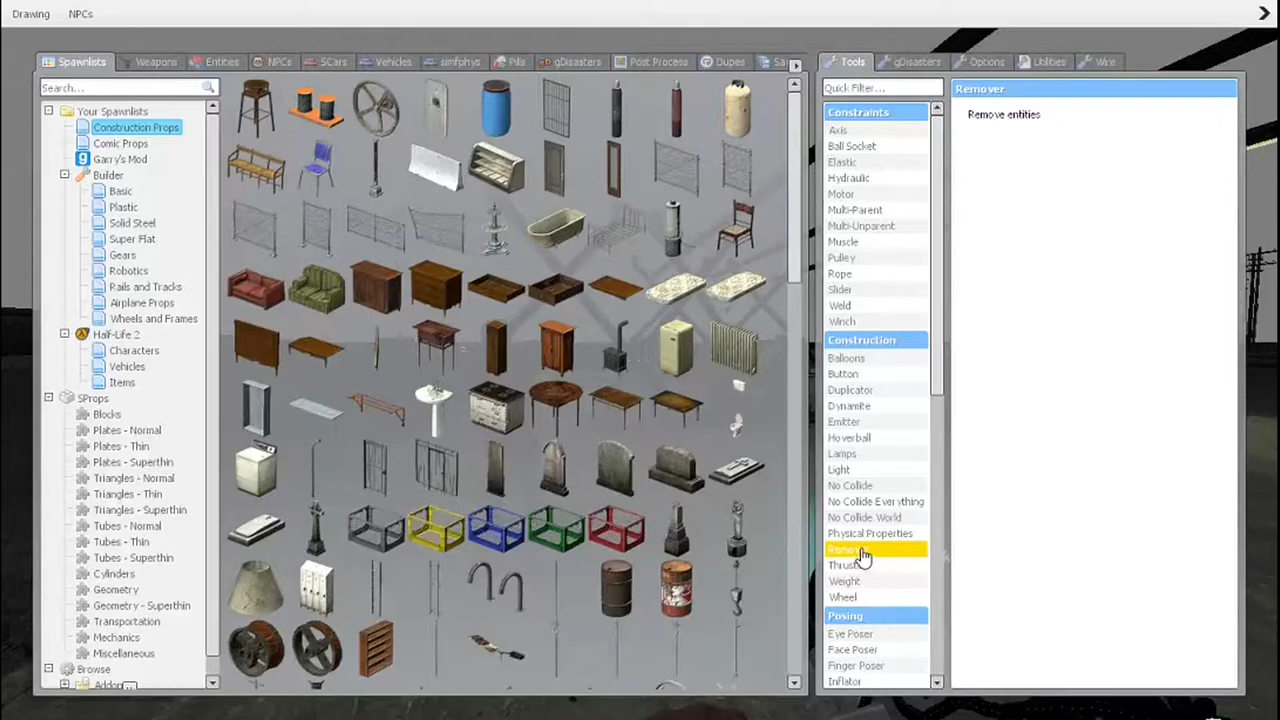 Drawing NPCs
Spawnlists Weapons Entities NPCs SCars Vehicles simfphys Pills gDisasters Post Process Dupes
Search...
Your Spawnlists
Construction Props
Comic Props
Garry's Mod
Builder
Basic
Plastic
Solid Steel
Super Flat
Gears
Robotics
Rails and Tracks
Airplane Props
Wheels and Frames
Half-Life 2
Characters
Vehicles
Items
SProps
Blocks
Plates - Normal
Plates - Thin
Plates - Superthin
Triangles - Normal
Triangles - Thin
Triangles - Superthin
Tubes - Normal
Tubes - Thin
Tubes - Superthin
Cylinders
Geometry
Geometry - Superthin
Transportation
Mechanics
Miscellaneous
Browse
Tools gDisasters Options Utilities Wire
Quick Filter...
Constraints
Axis
Ball Socket
Elastic
Hydraulic
Motor
Multi-Parent
Multi-Unparent
Muscle
Pulley
Rope
Slider
Weld
Winch
Construction
Balloons
Button
Duplicator
Dynamite
Emitter
Hoverball
Lamps
Light
No Collide
No Collide Everything
No Collide World
Physical Properties
Weight
Wheel
Posing
Eye Poser
Face Poser
Finger Poser
Inflator
Remover
Remove entities